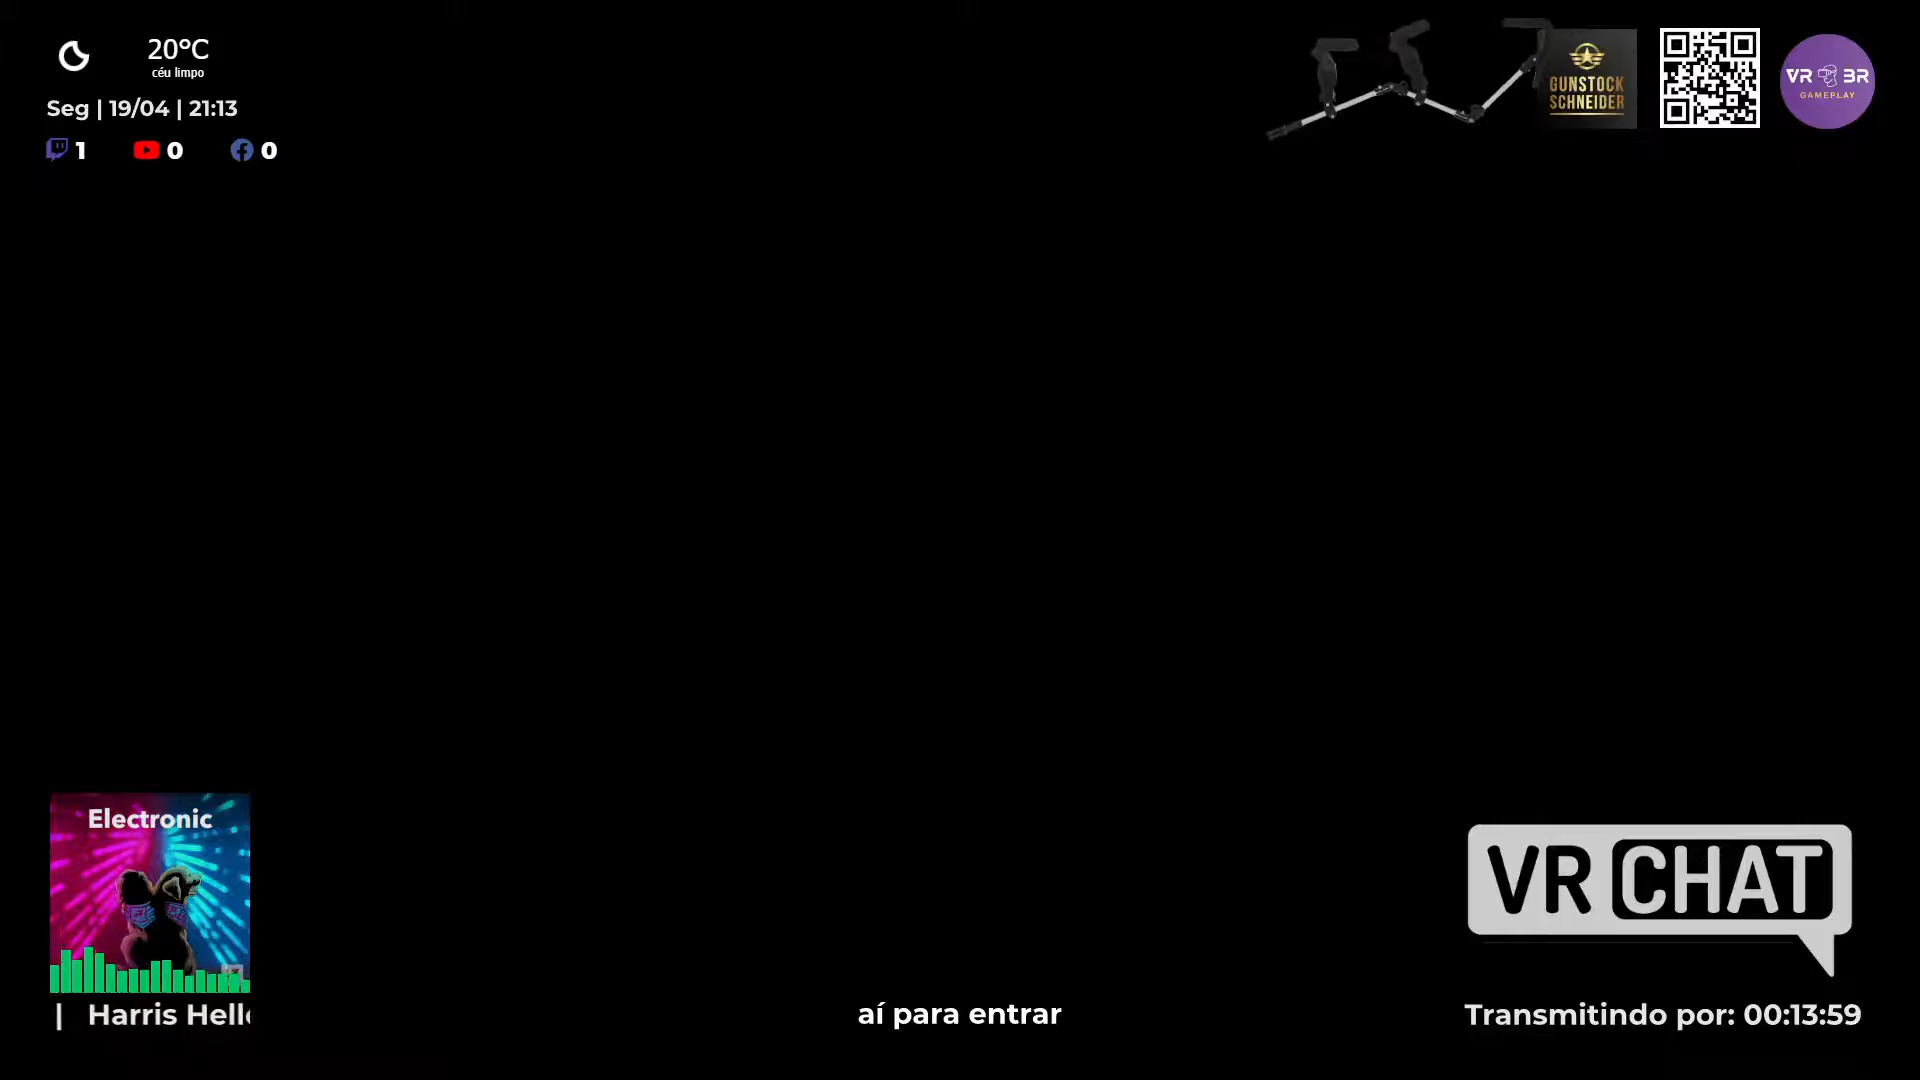 20°C
céu limpo
Seg | 19/04 | 21:13
1 0 0
GUNSTOCK
SCHNEIDER
VR BR
GAMEPLAY
Electronic
| Harris
VR CHAT
aí para entrar
Transmitindo por: 00:13:59